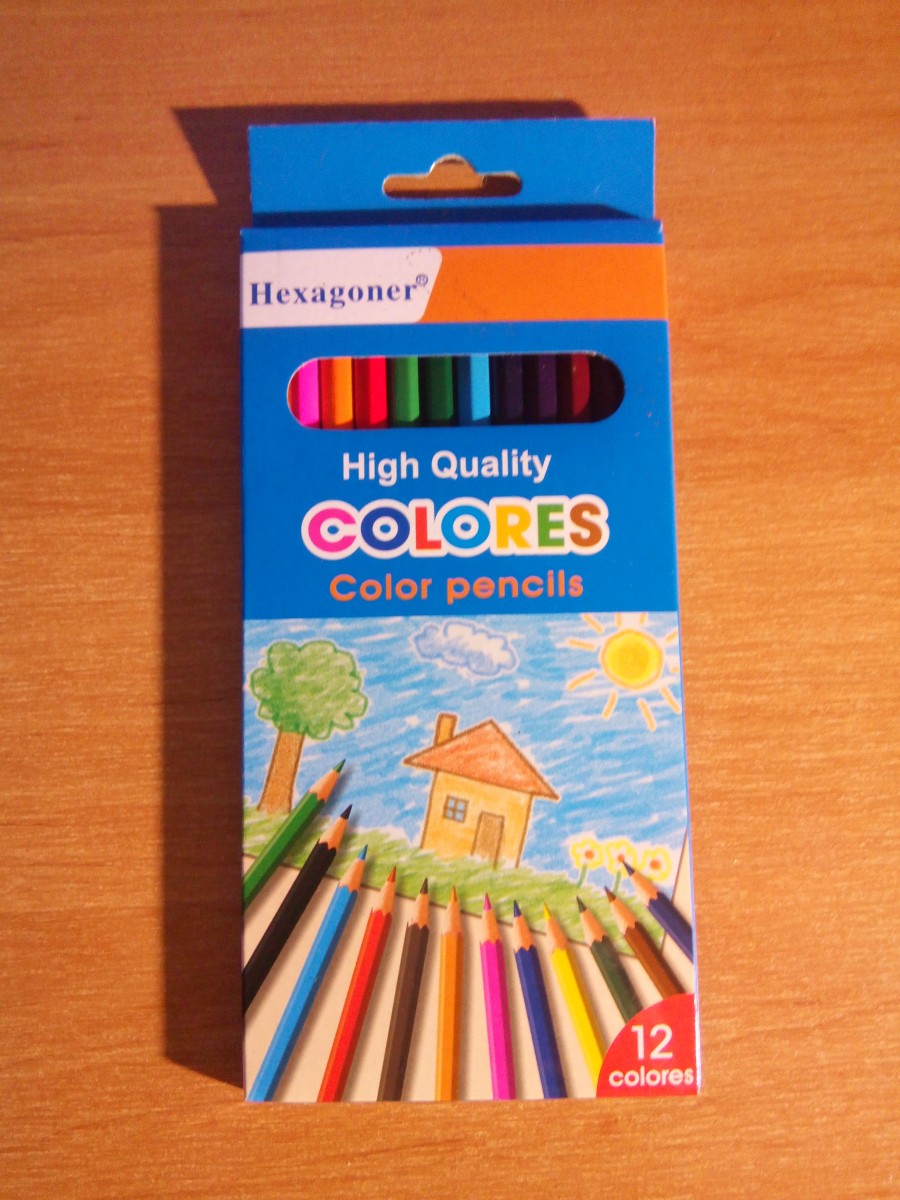 Hexagoner®
High Quality
COLORES
Color pencils
12
colores